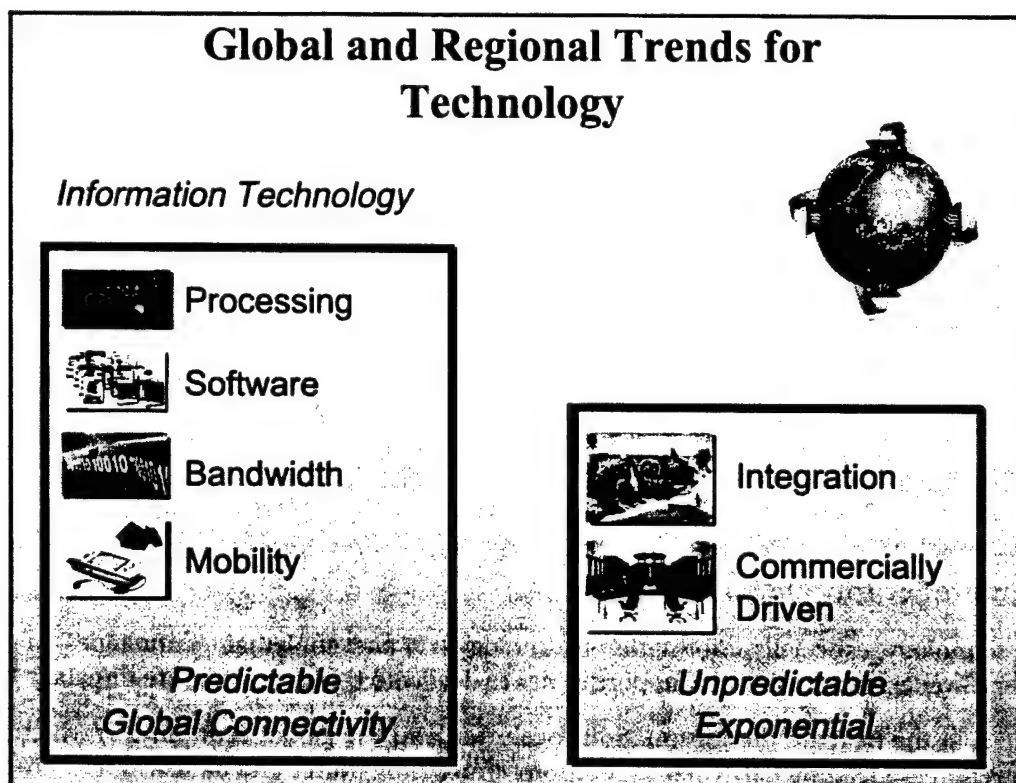 Global and Regional Trends for
Technology
Information Technology
Processing
Software
Bandwidth
Mobility
Predictable
Global Connectivity
Integration
Commercially
Driven
Unpredictable
Exponential